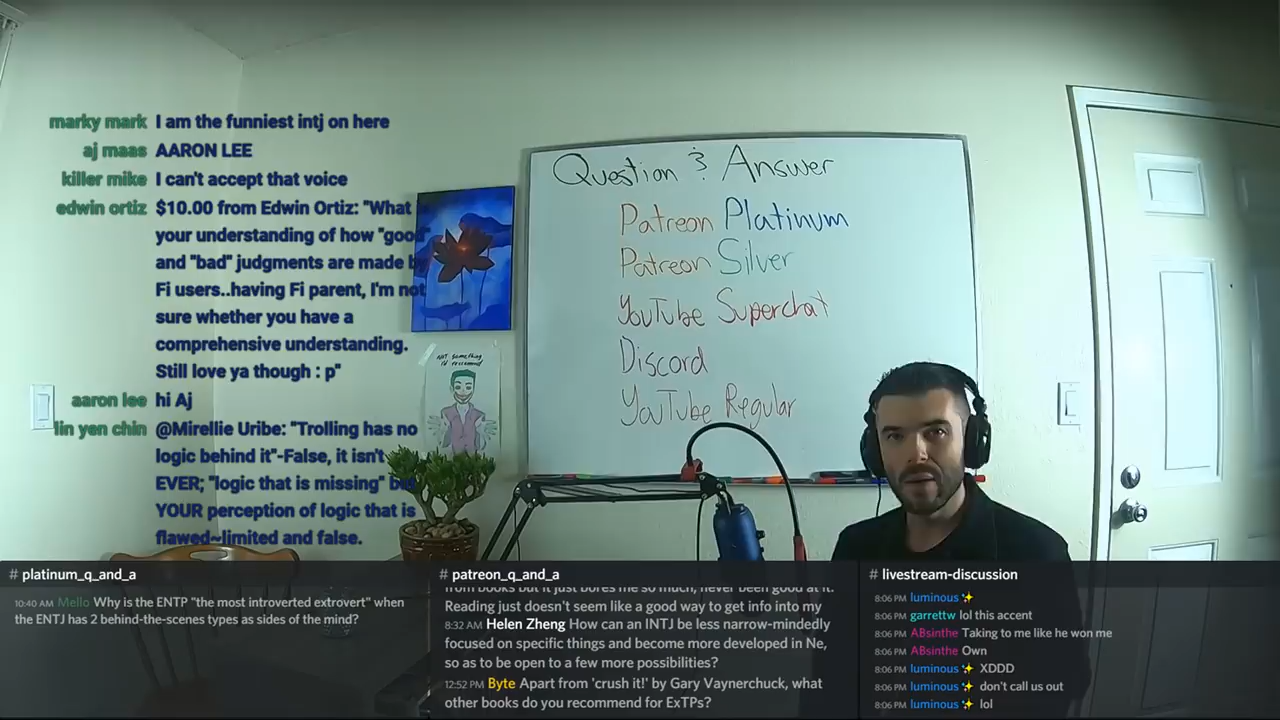 marky mark I am the funniest intj on here
aj maas AARON LEE
killer mike I can't accept that voice
edwin ortiz $10.00 from Edwin Ortiz: "What
your understanding of how "good"
and "bad" judgments are made b
Fi users..having Fi parent, I'm not
sure whether you have a
comprehensive understanding.
Still love ya though : p"
aaron lee hi Aj
lin yen chin @Mirellie Uribe: "Trolling has no
logic behind it"-False, it isn't
EVER; "logic that is missing" but
YOUR perception of logic that is
flawed~limited and false.
Question & Answer
Patreon Platinum
Patreon Silver
YouTube Superchat
Discord
YouTube Regular
NOT something
I'd recommend
# platinum_q_and_a
10:40 AM Mello Why is the ENTP "the most introverted extrovert" when
the ENTJ has 2 behind-the-scenes types as sides of the mind?
# patreon_q_and_a
from books but it just bores me so much, never been good at it.
Reading just doesn't seem like a good way to get info into my
8:32 AM Helen Zheng How can an INTJ be less narrow-mindedly
focused on specific things and become more developed in Ne,
so as to be open to a few more possibilities?
12:52 PM Byte Apart from 'crush it!' by Gary Vaynerchuck, what
other books do you recommend for ExTPs?
# livestream-discussion
8:06 PM luminous ✨
8:06 PM garrettw lol this accent
8:06 PM ABsinthe Taking to me like he won me
8:06 PM ABsinthe Own
8:06 PM luminous ✨ XDDD
8:06 PM luminous ✨ don't call us out
8:06 PM luminous ✨ lol